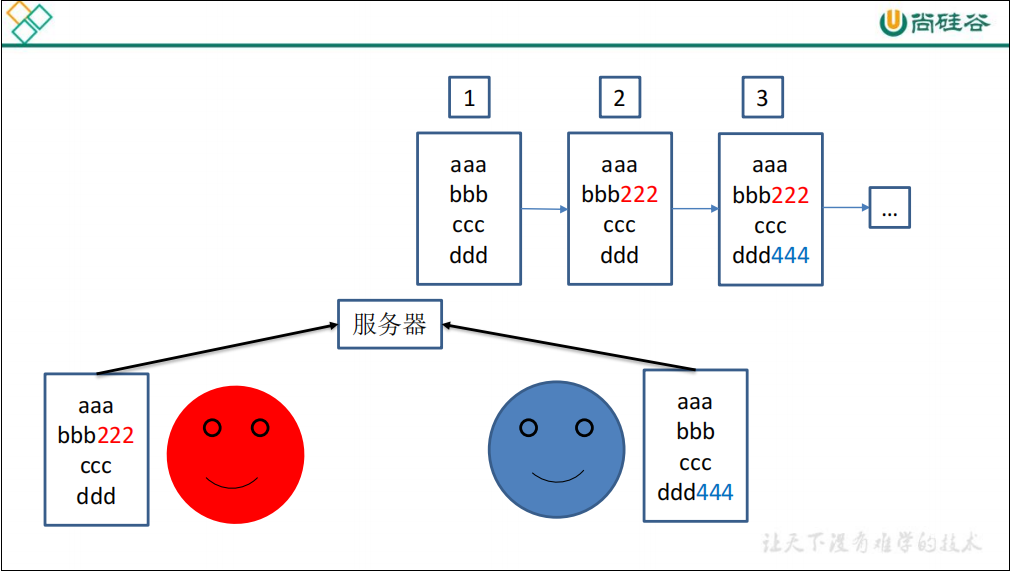 尚硅谷
1
2
3
aaa
bbb
ccc
ddd
aaa
bbb222
ccc
ddd
aaa
bbb222
ccc
ddd444
...
服务器
aaa
bbb222
ccc
ddd
aaa
bbb
ccc
ddd444
让天下没有难学的技术